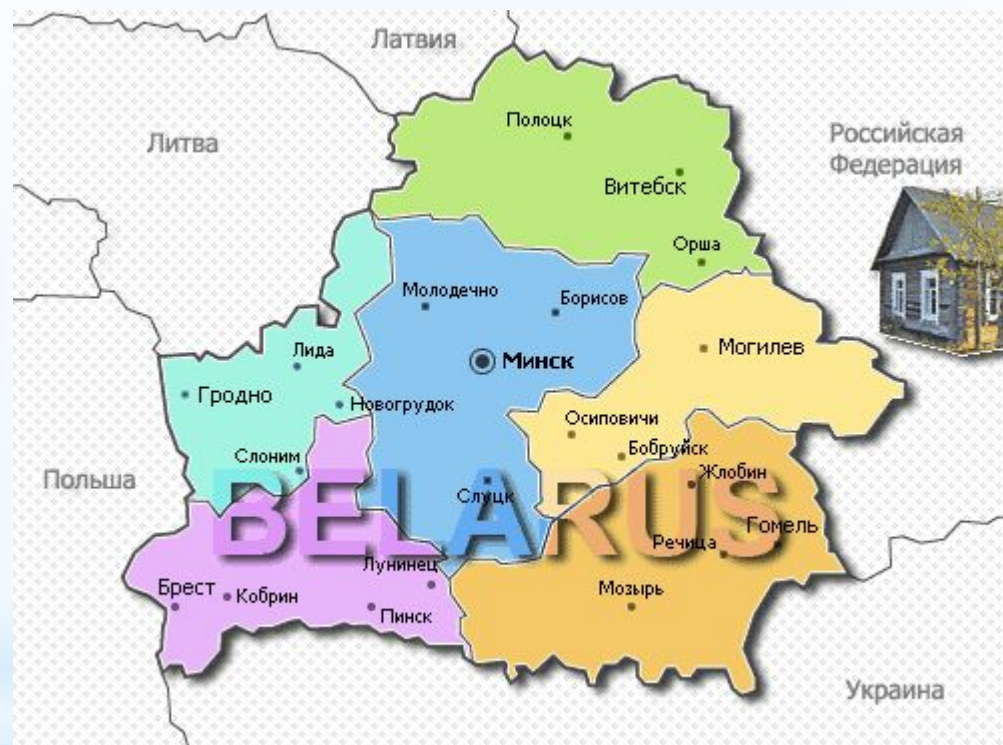 Латвия
Литва
Российская
Федерация
Полоцк
Витебск
Орша
Молодечно
Борисов
Минск
Могилев
Лида
Гродно
Новогрудок
Осиповичи
Бобруйск
Слоним
Жлобин
Польша
BELARUS
Слуцк
Гомель
Речица
Лунинец
Брест
Кобрин
Пинск
Мозырь
Украина